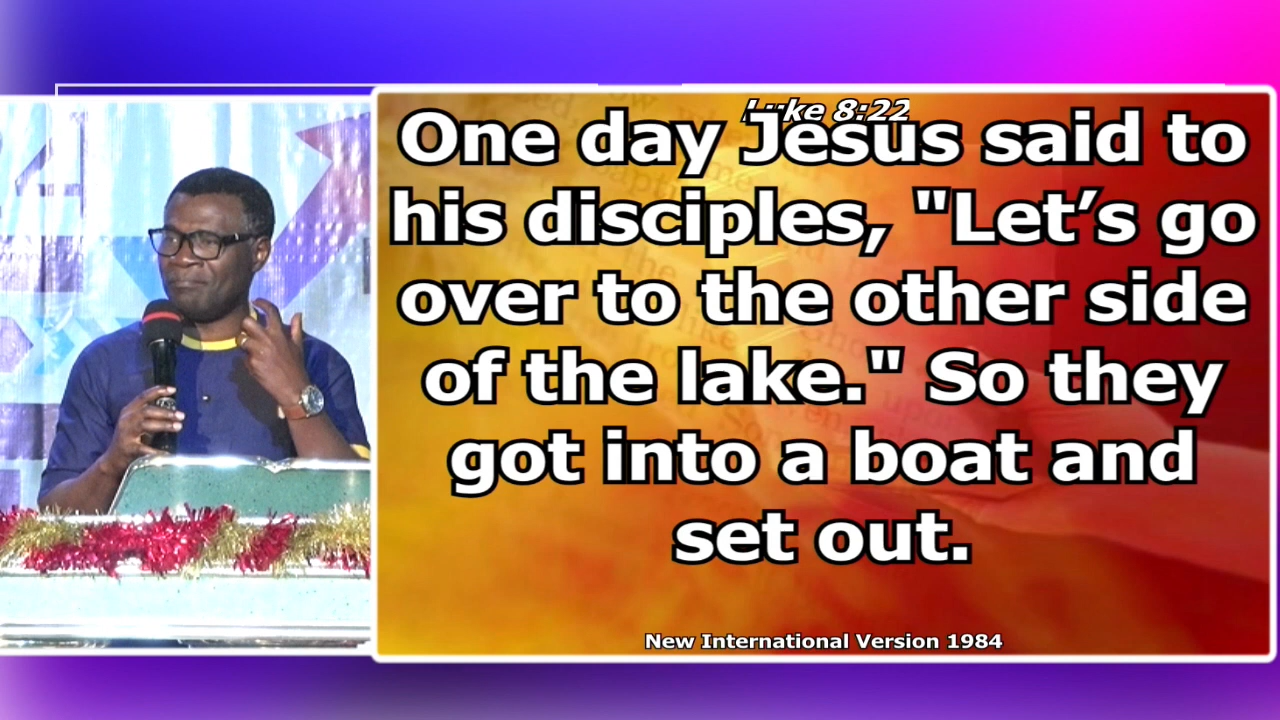 Luke 8:22
One day Jesus said to
his disciples, "Let’s go
over to the other side
of the lake." So they
got into a boat and
set out.
New International Version 1984